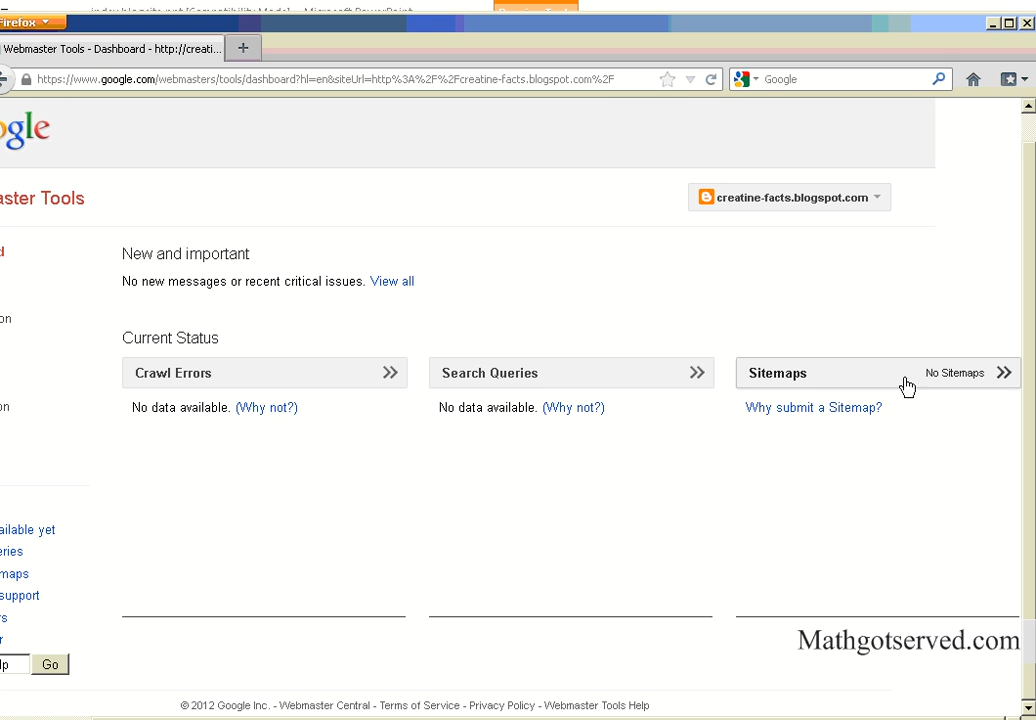 Firefox
Webmaster Tools - Dashboard - http://creati...
https://www.google.com/webmasters/tools/dashboard?hl=en&siteUrl=http%3A%2F%2Fcreatine-facts.blogspot.com%2F
Google
ogle
aster Tools
creatine-facts.blogspot.com
New and important
No new messages or recent critical issues. View all
on
Current Status
Crawl Errors
Search Queries
Sitemaps No Sitemaps
on
No data available. (Why not?)
No data available. (Why not?)
Why submit a Sitemap?
ailable yet
eries
maps
support
rs
r
lp Go
Mathgotserved.com
© 2012 Google Inc. - Webmaster Central - Terms of Service - Privacy Policy - Webmaster Tools Help